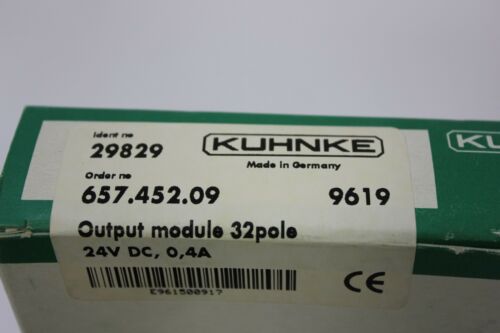 Ident no
29829
KUHNKE
Made in Germany
Order no
657.452.09
9619
Output module 32pole
24V DC, 0,4A
E961500917
CE